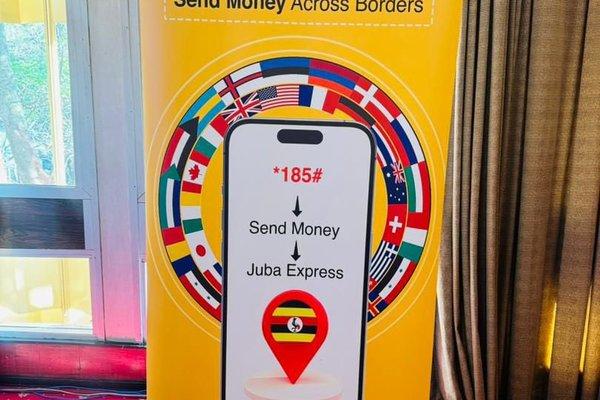 Send Money Across Borders
*185#
Send Money
Juba Express